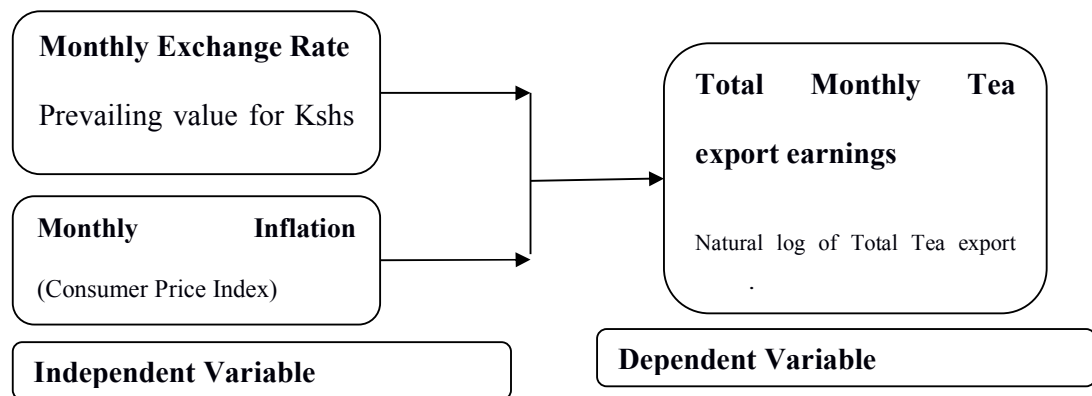 Monthly Exchange Rate
Prevailing value for Kshs
Monthly Inflation
(Consumer Price Index)
Independent Variable
Total Monthly Tea
export earnings
Natural log of Total Tea export
.
Dependent Variable